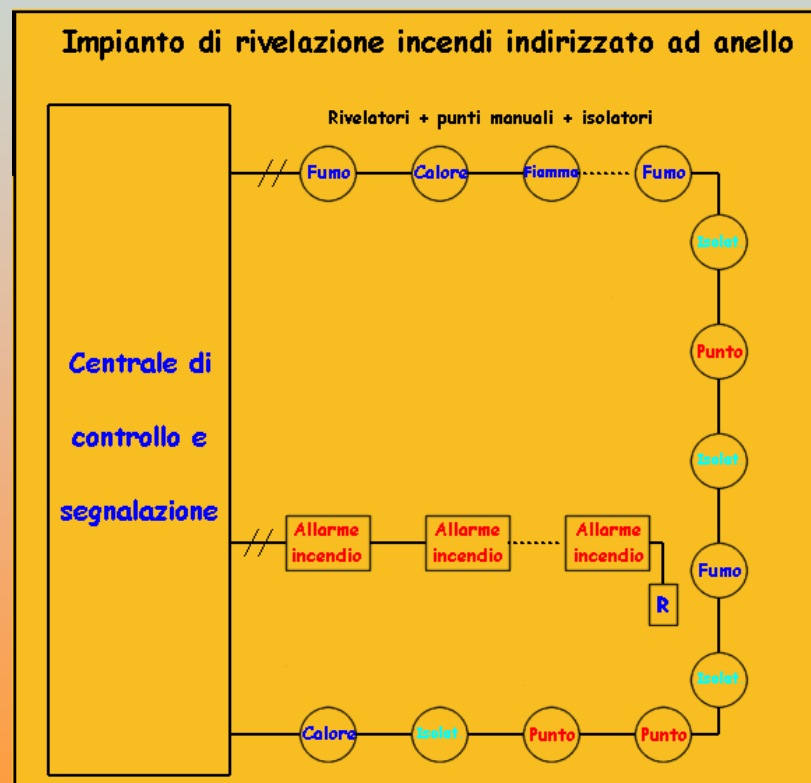 Impianto di rivelazione incendi indirizzato ad anello
Rivelatori + punti manuali + isolatori
Fumo
Calore
Fiamma
Fumo
Isolat
Punto
Isolat
Fumo
Isolat
Centrale di
controllo e
segnalazione
Allarme
incendio
Allarme
incendio
Allarme
incendio
R
Calore
Isolat
Punto
Punto